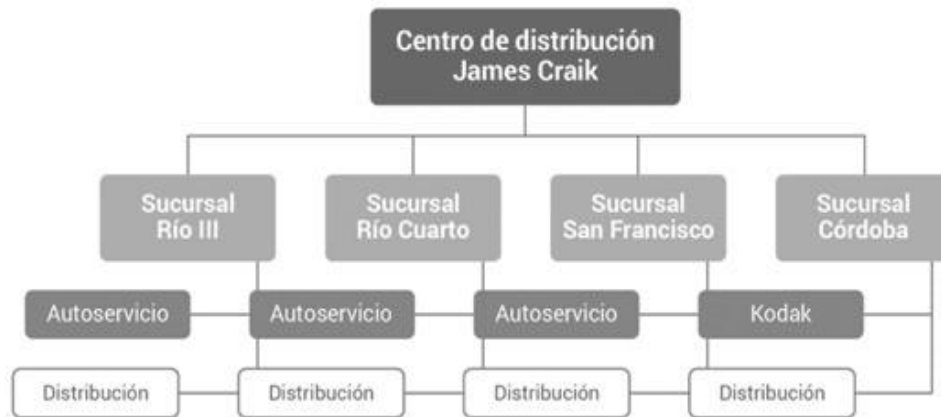 Centro de distribución
James Craik
Sucursal
Río III
Sucursal
Río Cuarto
Sucursal
San Francisco
Sucursal
Córdoba
Autoservicio
Autoservicio
Autoservicio
Kodak
Distribución
Distribución
Distribución
Distribución